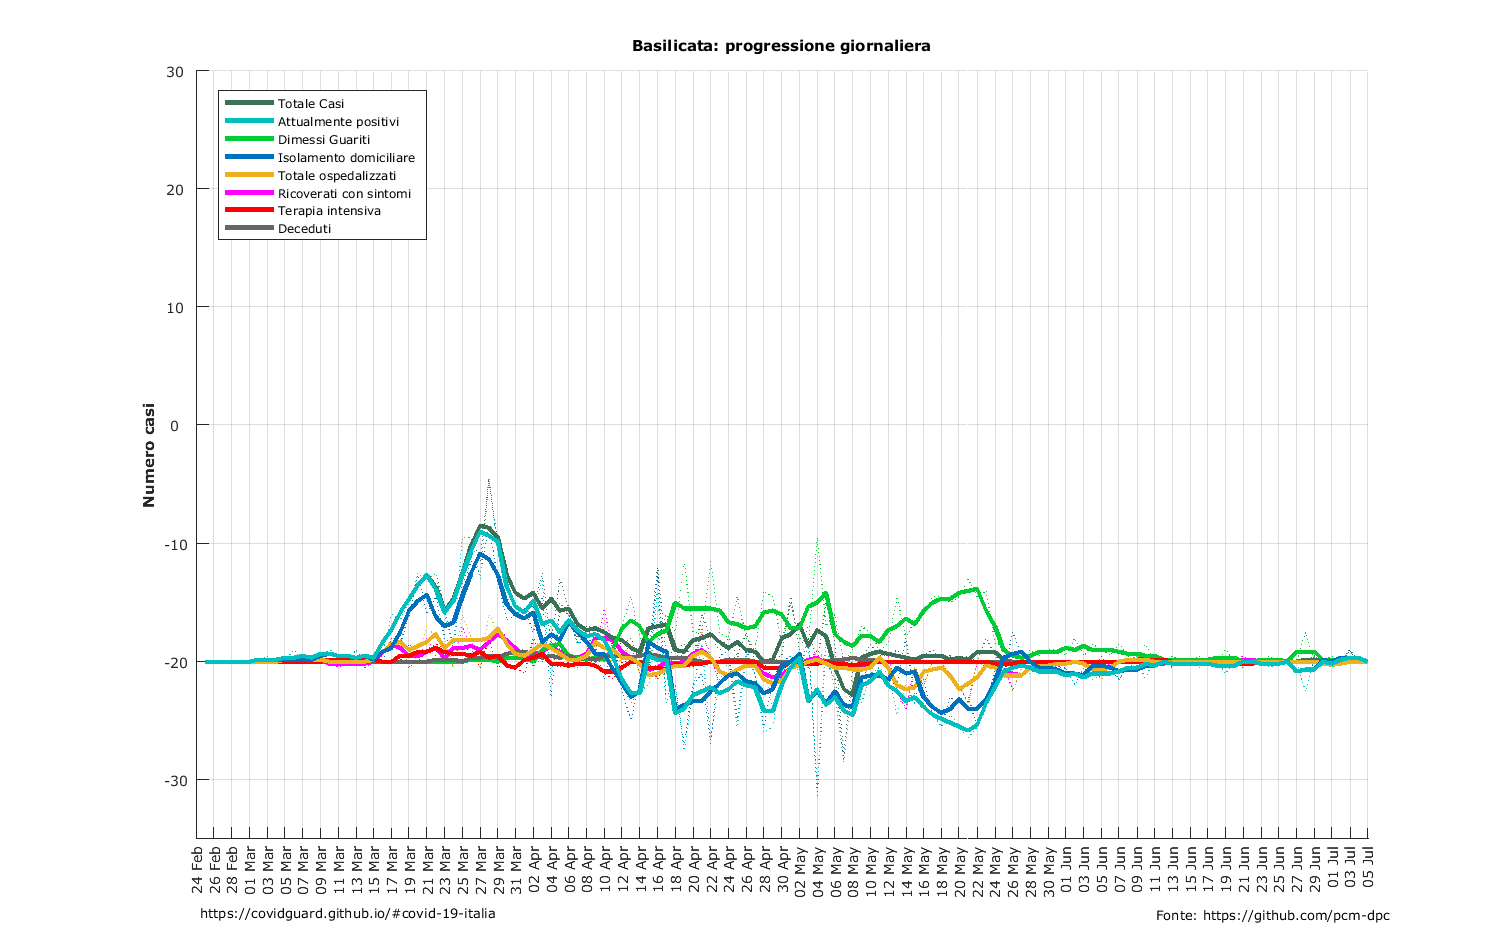 Basilicata: progressione giornaliera
30
20
10
0
-10
-20
-30
Numero casi
Totale Casi
Attualmente positivi
Dimessi Guariti
Isolamento domiciliare
Totale ospedalizzati
Ricoverati con sintomi
Terapia intensiva
Deceduti
24 Feb
26 Feb
28 Feb
01 Mar
03 Mar
05 Mar
07 Mar
09 Mar
11 Mar
13 Mar
15 Mar
17 Mar
19 Mar
21 Mar
23 Mar
25 Mar
27 Mar
29 Mar
31 Mar
02 Apr
04 Apr
06 Apr
08 Apr
10 Apr
12 Apr
14 Apr
16 Apr
18 Apr
20 Apr
22 Apr
24 Apr
26 Apr
28 Apr
30 Apr
02 May
04 May
06 May
08 May
10 May
12 May
14 May
16 May
18 May
20 May
22 May
24 May
26 May
28 May
30 May
01 Jun
03 Jun
05 Jun
07 Jun
09 Jun
11 Jun
13 Jun
15 Jun
17 Jun
19 Jun
21 Jun
23 Jun
25 Jun
27 Jun
29 Jun
01 Jul
03 Jul
05 Jul
https://covidguard.github.io/#covid-19-italia
Fonte: https://github.com/pcm-dpc